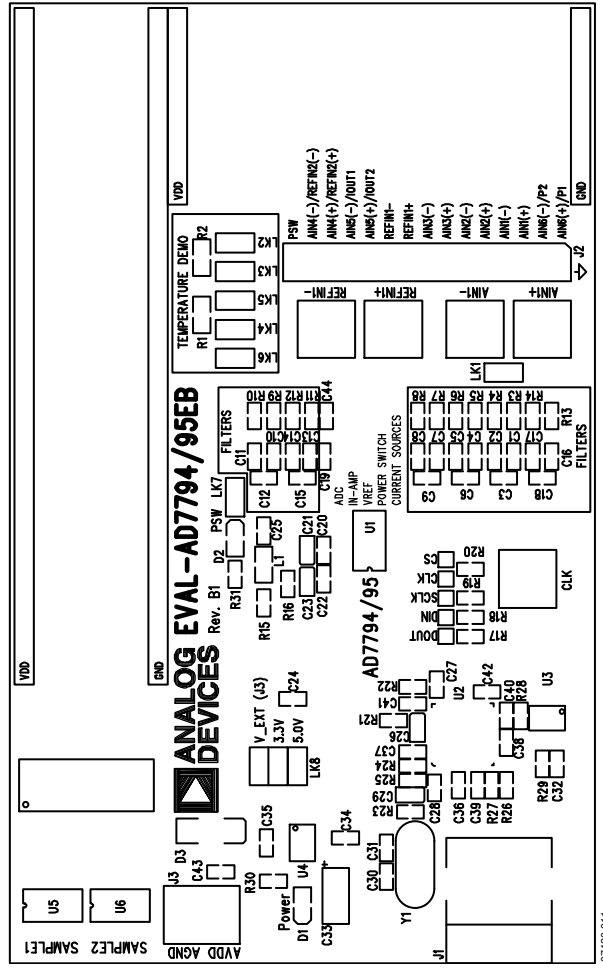 VDD
VDD
GND
GND
TEMPERATURE DEMO
R1
R2
LK6
LK4
LK5
LK3
LK2
PSW
AIN4(-)/REFIN2(-)
AIN4(+)/REFIN2(+)
AIN5(-)/IOUT1
AIN5(+)/IOUT2
REFIN1-
REFIN1+
AIN3(-)
AIN3(+)
AIN2(-)
AIN2(+)
AIN1(-)
AIN1(+)
AIN6(-)/P2
AIN6(+)/P1
J2
REFIN1-
REFIN1+
AIN1-
AIN1+
LK1
ANALOG
DEVICES
EVAL-AD7794/95EB
Rev. B1
FILTERS
R10
R9
R12
R11
C44
C11
C10
C14
C13
C19
C12
C15
LK7
PSW
D2
R31
C25
L1
R15
R16
C21
C20
C23
C22
ADC
IN-AMP
VREF
POWER SWITCH
CURRENT SOURCES
U1
AD7794/95
R8
R7
R6
R5
R4
R3
R14
R13
C8
C7
C5
C4
C2
C1
C17
C16
C9
C6
C3
C18
FILTERS
CS
CLK
SCLK
DIN
DOUT
R20
R19
R18
R17
CLK
V_EXT (J3)
3.3V
5.0V
LK8
C24
R22
C41
R21
C26
C27
U2
C42
C40
R28
U3
C38
C37
R24
R25
C29
R23
C28
C36
C39
R27
R26
R29
C32
D3
J3
C43
AVDD AGND
C35
R30
U4
C34
Power
D1
C33
+
C31
C30
Y1
J1
U5
U6
SAMPLE1
SAMPLE2